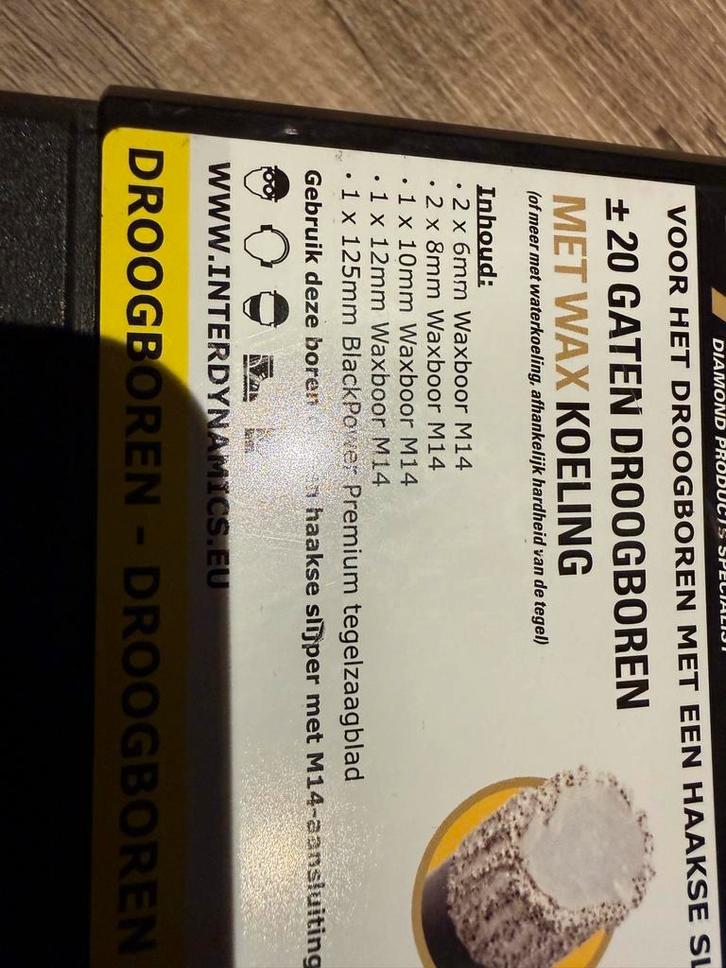 DIAMOND PRODUCTS SPECIALIST
VOOR HET DROOGBOREN MET EEN HAAKSE SL
± 20 GATEN DROOGBOREN
MET WAX KOELING
(of meer met waterkoeling, afhankelijk hardheid van de tegel)
Inhoud:
· 2 x 6mm Waxboor M14
· 2 x 8mm Waxboor M14
· 1 x 10mm Waxboor M14
· 1 x 12mm Waxboor M14
· 1 x 125mm BlackPower Premium tegelzaagblad
Gebruik deze boren haakse slijper met M14-aansluiting
WWW.INTERDYNAMICS.EU
DROOGBOREN - DROOGBOREN